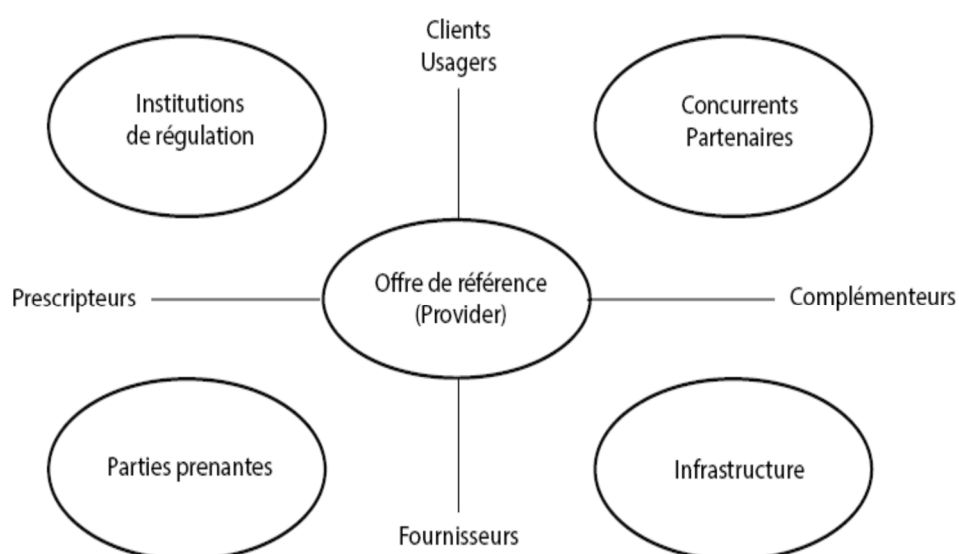 Clients
Usagers
Institutions
de régulation
Concurrents
Partenaires
Offre de référence
(Provider)
Prescripteurs
Complémenteurs
Parties prenantes
Infrastructure
Fournisseurs